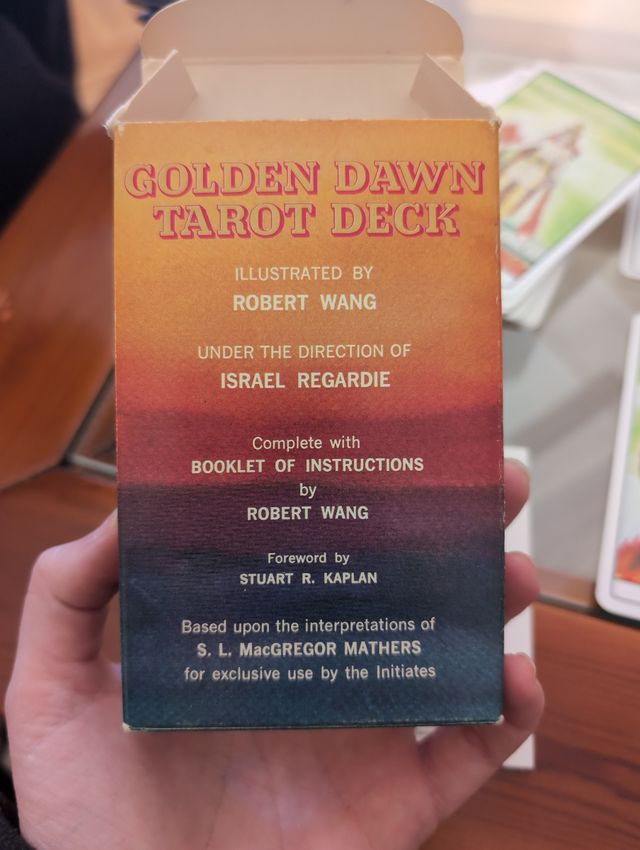 GOLDEN DAWN
TAROT DECK
ILLUSTRATED BY
ROBERT WANG
UNDER THE DIRECTION OF
ISRAEL REGARDIE
Complete with
BOOKLET OF INSTRUCTIONS
by
ROBERT WANG
Foreword by
STUART R. KAPLAN
Based upon the interpretations of
S. L. MacGREGOR MATHERS
for exclusive use by the Initiates